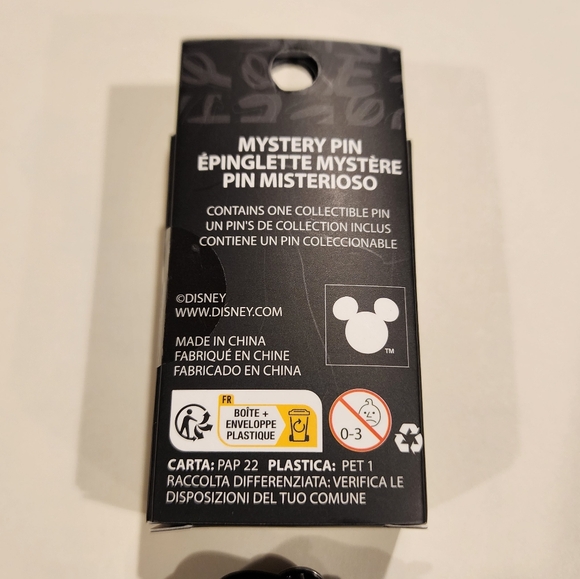 MYSTERY PIN
ÉPINGLETTE MYSTÈRE
PIN MISTERIOSO
CONTAINS ONE COLLECTIBLE PIN
UN PIN'S DE COLLECTION INCLUS
CONTIENE UN PIN COLECCIONABLE
©DISNEY
WWW.DISNEY.COM
TM
MADE IN CHINA
FABRIQUÉ EN CHINE
FABRICADO EN CHINA
FR
BOÎTE +
ENVELOPPE
PLASTIQUE
0-3
CARTA: PAP 22 PLASTICA: PET 1
RACCOLTA DIFFERENZIATA: VERIFICA LE
DISPOSIZIONI DEL TUO COMUNE